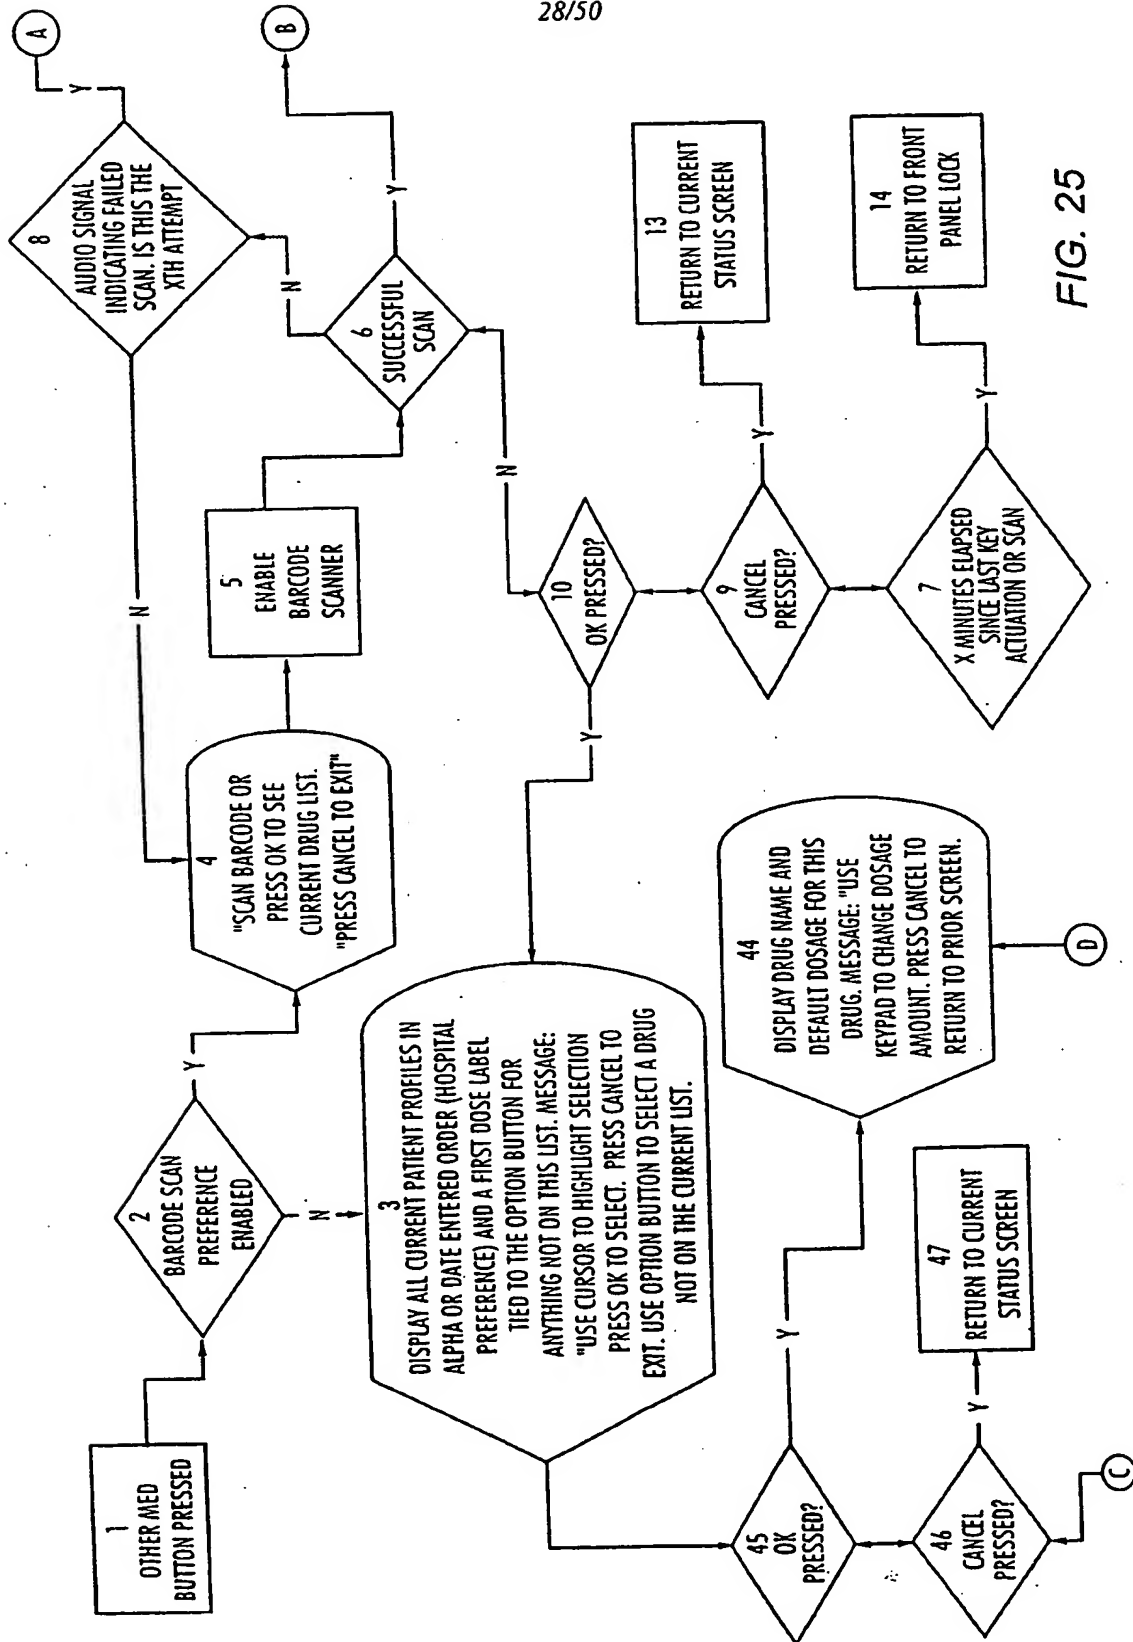 28/50
1
OTHER MED
BUTTON PRESSED
2
BARCODE SCAN
PREFERENCE
ENABLED
Y
N
4
"SCAN BARCODE OR
PRESS OK TO SEE
CURRENT DRUG LIST.
"PRESS CANCEL TO EXIT"
5
ENABLE
BARCODE
SCANNER
N
8
AUDIO SIGNAL
INDICATING FAILED
SCAN. IS THIS THE
XTH ATTEMPT
Y
A
N
6
SUCCESSFUL
SCAN
Y
B
N
3
DISPLAY ALL CURRENT PATIENT PROFILES IN
ALPHA OR DATE ENTERED ORDER (HOSPITAL
PREFERENCE) AND A FIRST DOSE LABEL
TIED TO THE OPTION BUTTON FOR
ANYTHING NOT ON THIS LIST. MESSAGE:
"USE CURSOR TO HIGHLIGHT SELECTION
PRESS OK TO SELECT. PRESS CANCEL TO
EXIT. USE OPTION BUTTON TO SELECT A DRUG
NOT ON THE CURRENT LIST.
Y
10
OK PRESSED?
9
CANCEL
PRESSED?
Y
13
RETURN TO CURRENT
STATUS SCREEN
7
X MINUTES ELAPSED
SINCE LAST KEY
ACTUATION OR SCAN
Y
14
RETURN TO FRONT
PANEL LOCK
45
OK
PRESSED?
Y
44
DISPLAY DRUG NAME AND
DEFAULT DOSAGE FOR THIS
DRUG. MESSAGE: "USE
KEYPAD TO CHANGE DOSAGE
AMOUNT. PRESS CANCEL TO
RETURN TO PRIOR SCREEN.
D
46
CANCEL
PRESSED?
Y
47
RETURN TO CURRENT
STATUS SCREEN
C
FIG. 25